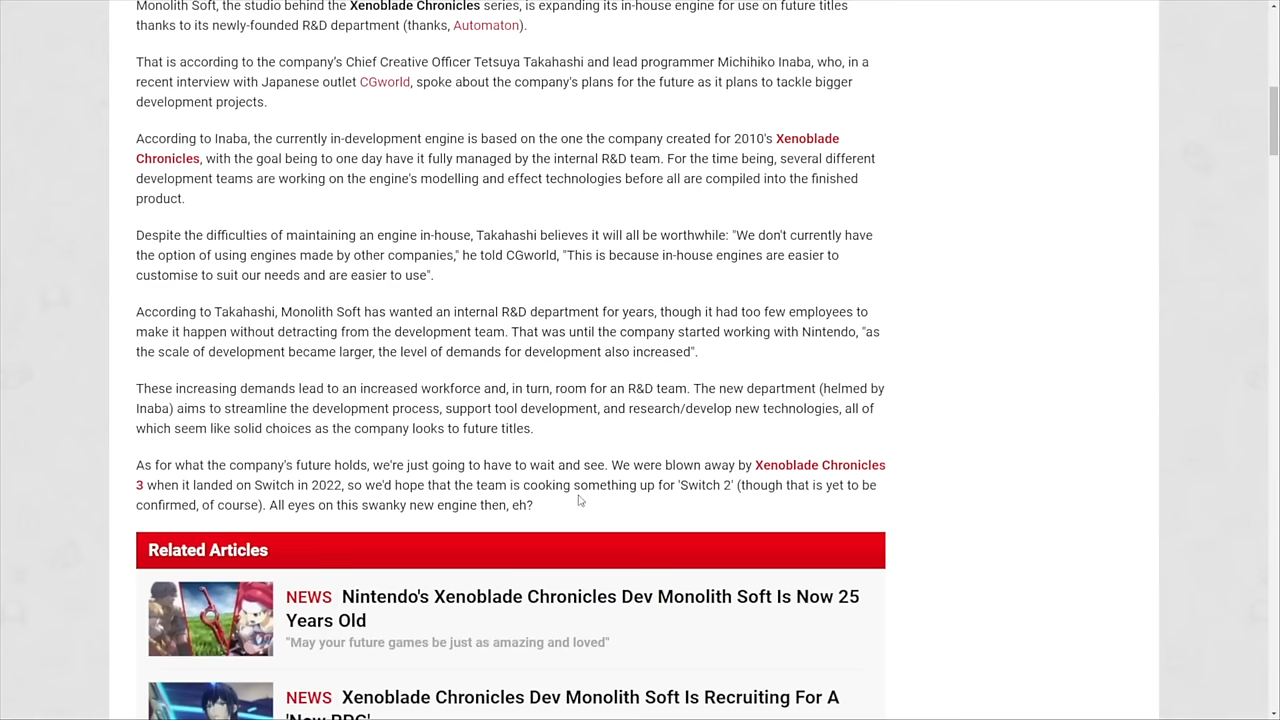 Monolith Soft, the studio behind the Xenoblade Chronicles series, is expanding its in-house engine for use on future titles
thanks to its newly-founded R&D department (thanks, Automaton).
That is according to the company's Chief Creative Officer Tetsuya Takahashi and lead programmer Michihiko Inaba, who, in a
recent interview with Japanese outlet CGworld, spoke about the company's plans for the future as it plans to tackle bigger
development projects.
According to Inaba, the currently in-development engine is based on the one the company created for 2010's Xenoblade
Chronicles, with the goal being to one day have it fully managed by the internal R&D team. For the time being, several different
development teams are working on the engine's modelling and effect technologies before all are compiled into the finished
product.
Despite the difficulties of maintaining an engine in-house, Takahashi believes it will all be worthwhile: "We don't currently have
the option of using engines made by other companies," he told CGWorld, "This is because in-house engines are easier to
customise to suit our needs and are easier to use".
According to Takahashi, Monolith Soft has wanted an internal R&D department for years, though it had too few employees to
make it happen without detracting from the development team. That was until the company started working with Nintendo, "as
the scale of development became larger, the level of demands for development also increased".
These increasing demands lead to an increased workforce and, in turn, room for an R&D team. The new department (helmed by
Inaba) aims to streamline the development process, support tool development, and research/develop new technologies, all of
which seem like solid choices as the company looks to future titles.
As for what the company's future holds, we're just going to have to wait and see. We were blown away by Xenoblade Chronicles
3 when it landed on Switch in 2022, so we'd hope that the team is cooking something up for 'Switch 2' (though that is yet to be
confirmed, of course). All eyes on this swanky new engine then, eh?
Related Articles
NEWS Nintendo's Xenoblade Chronicles Dev Monolith Soft Is Now 25
Years Old
"May your future games be just as amazing and loved"
NEWS Xenoblade Chronicles Dev Monolith Soft Is Recruiting For A
'New RPG'